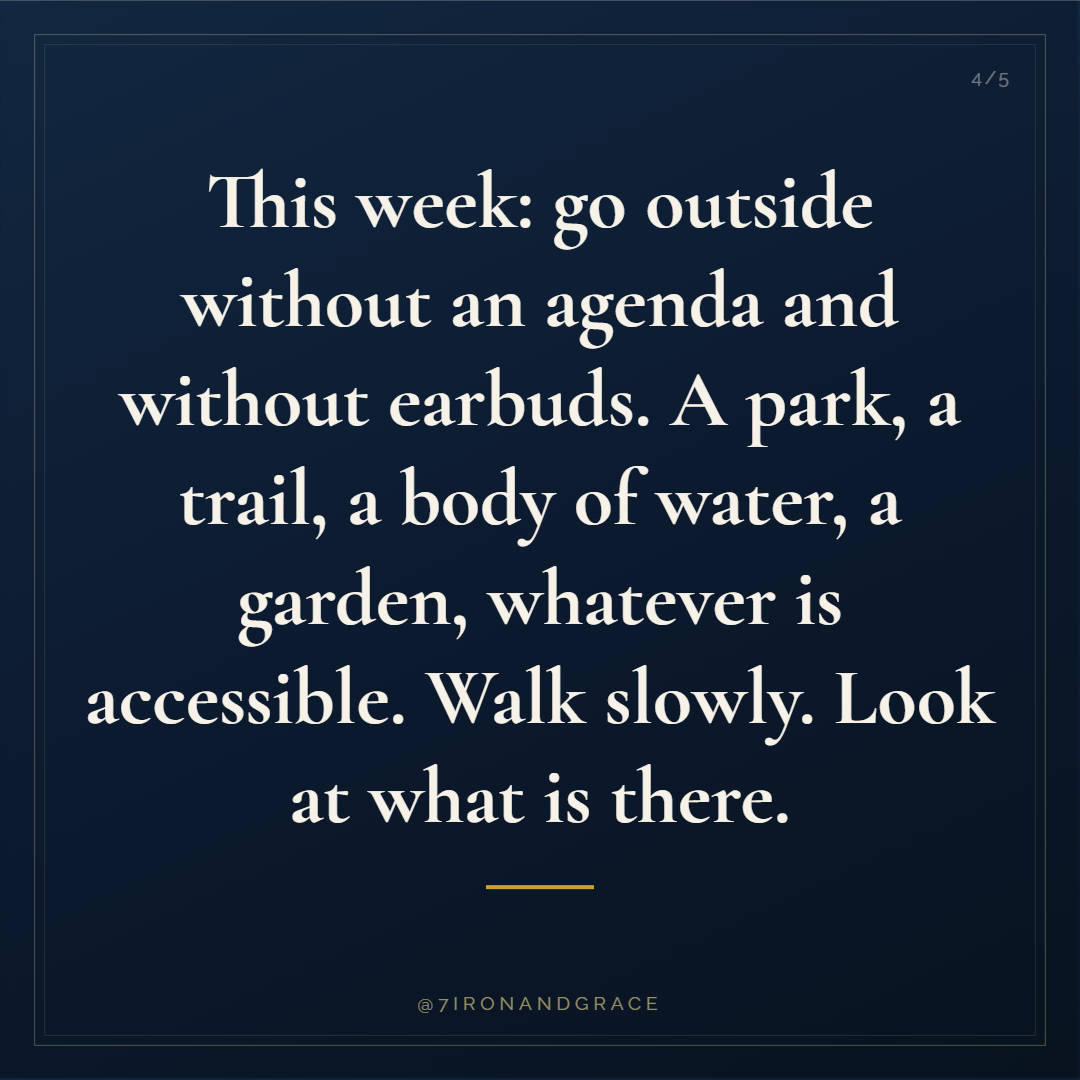 4/5
This week: go outside
without an agenda and
without earbuds. A park, a
trail, a body of water, a
garden, whatever is
accessible. Walk slowly. Look
at what is there.
@7IRONANDGRACE